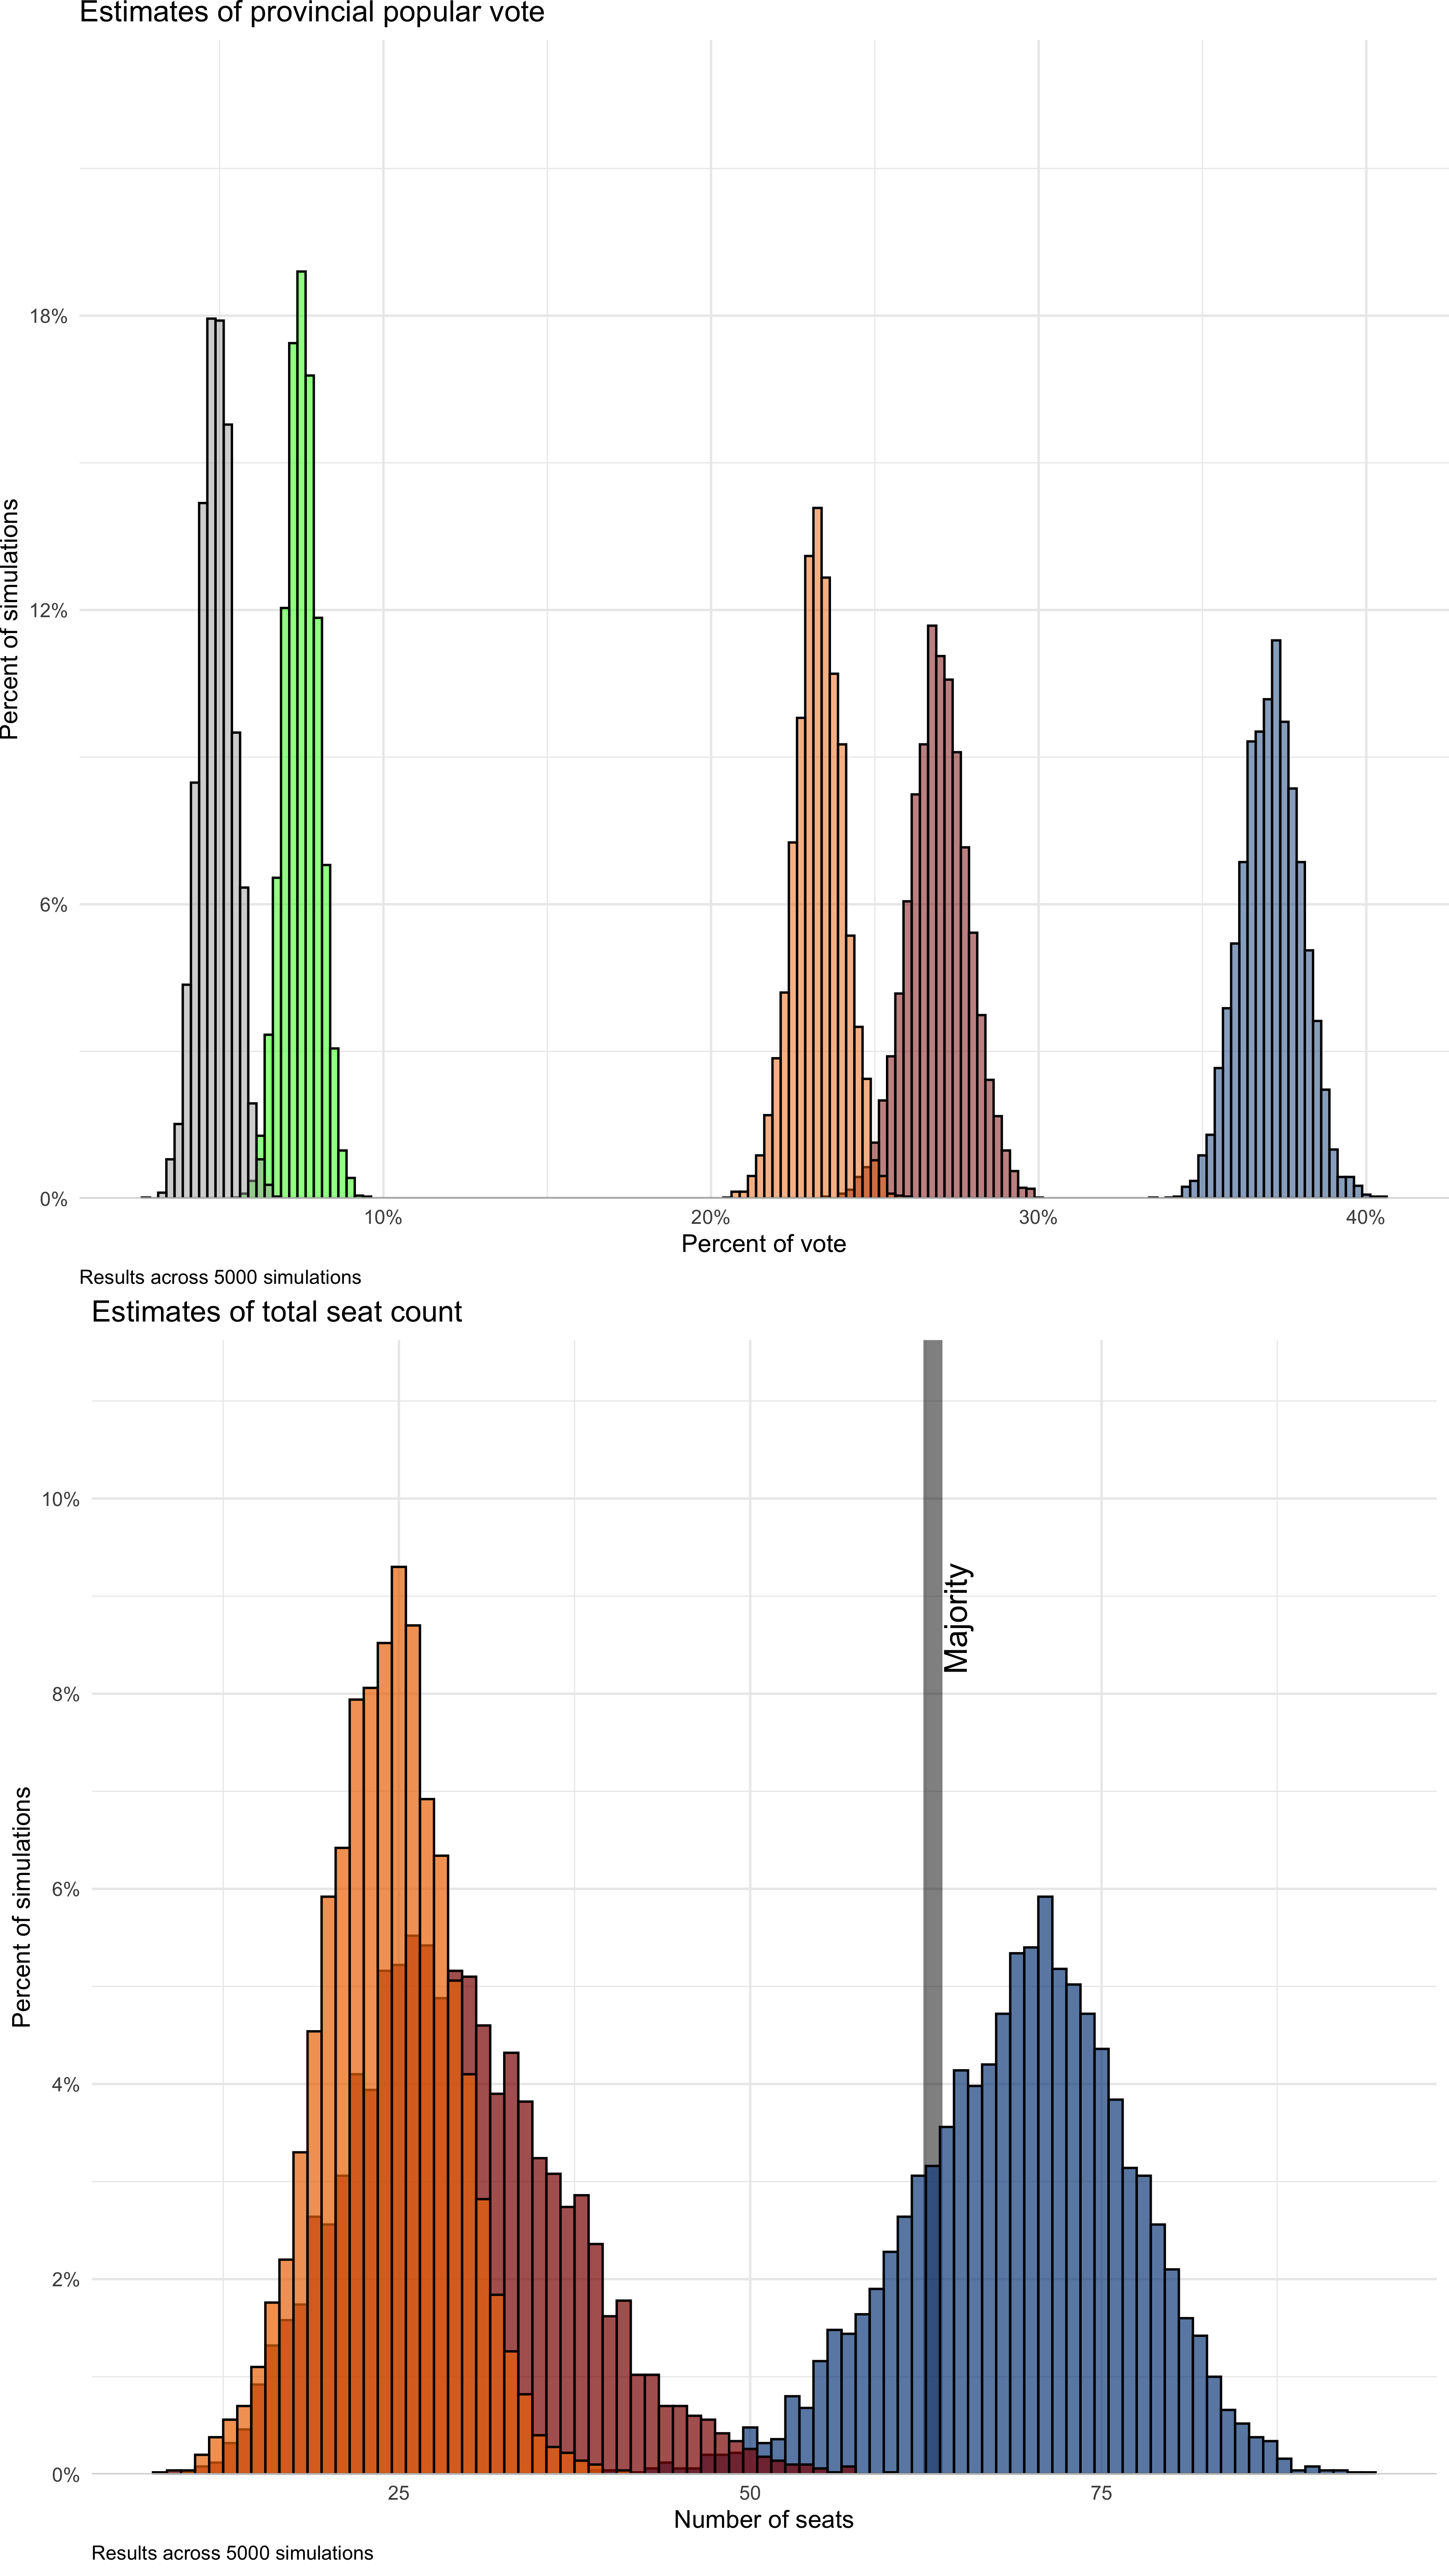 Estimates of provincial popular vote
Percent of simulations
18%
12%
6%
0%
10%
20%
30%
40%
Percent of vote
Results across 5000 simulations
Estimates of total seat count
Percent of simulations
10%
8%
6%
4%
2%
0%
Majority
25
50
75
Number of seats
Results across 5000 simulations